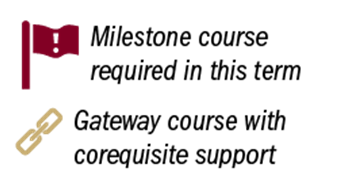 !
Milestone course
required in this term
Gateway course with
corequisite support